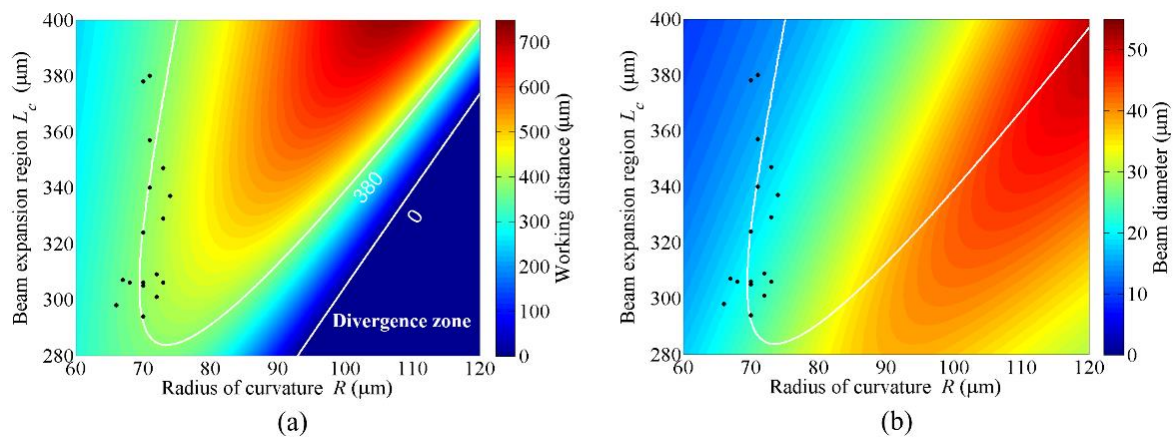 400
380
360
340
320
300
280
Beam expansion region L_c (μm)
60 70 80 90 100 110 120
Radius of curvature R (μm)
380
0
Divergence zone
700
600
500
400
300
200
100
0
Working distance (μm)
(a)
400
380
360
340
320
300
280
Beam expansion region L_c (μm)
60 70 80 90 100 110 120
Radius of curvature R (μm)
50
40
30
20
10
0
Beam diameter (μm)
(b)